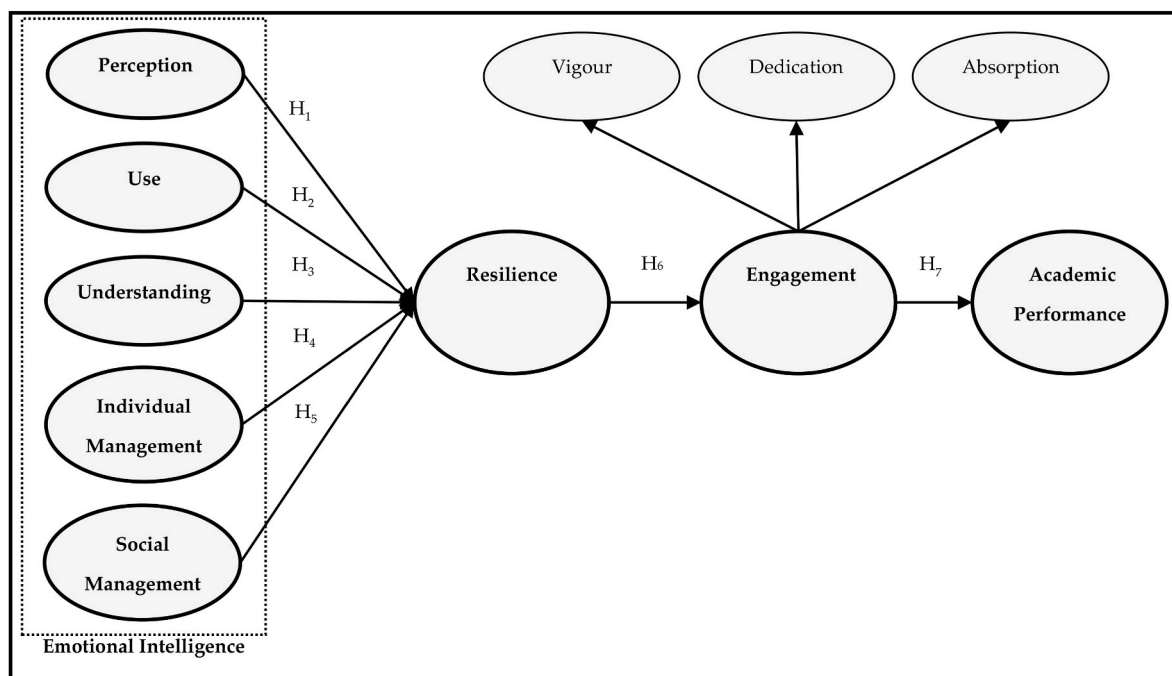 Perception
Use
Understanding
Individual
Management
Social
Management
Emotional Intelligence
H₁
H₂
H₃
H₄
H₅
Resilience
H₆
Vigour
Dedication
Absorption
Engagement
H₇
Academic
Performance